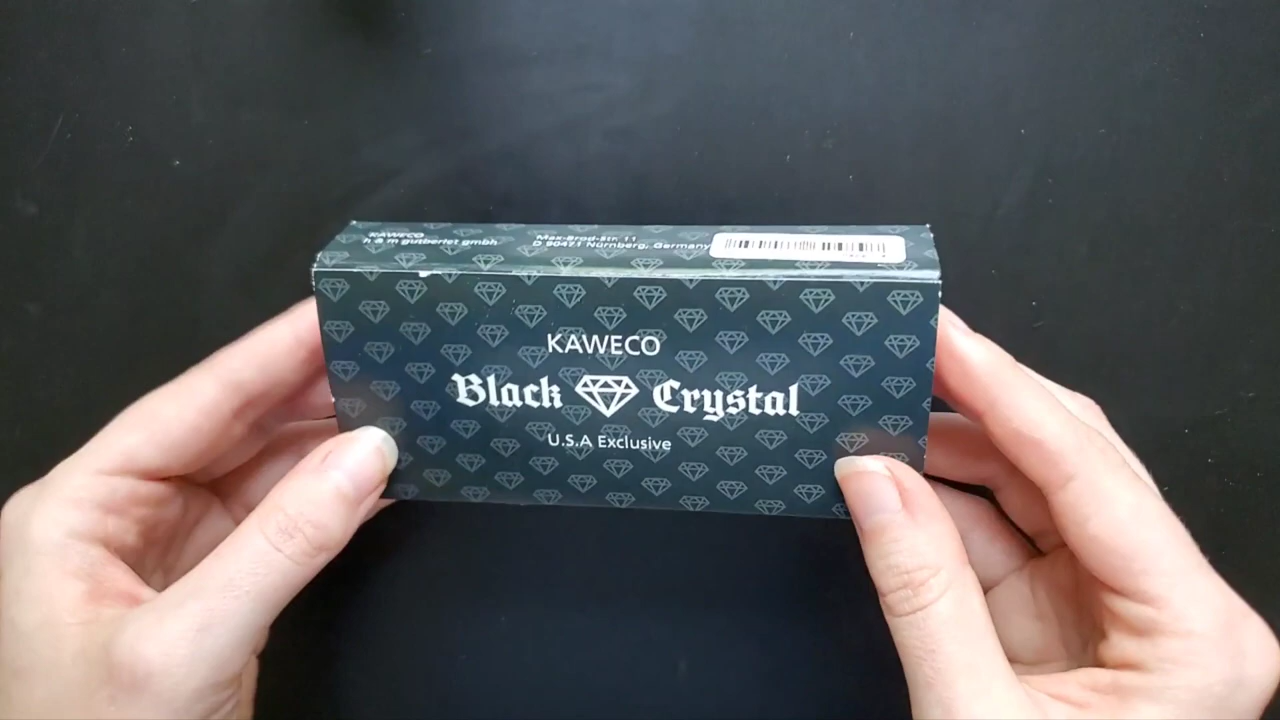 KAWECO
h & m gutberlet gmbh
Max-Brod-str. 11
D 90471 Nürnberg, Germany
KAWECO
Black Crystal
U.S.A Exclusive